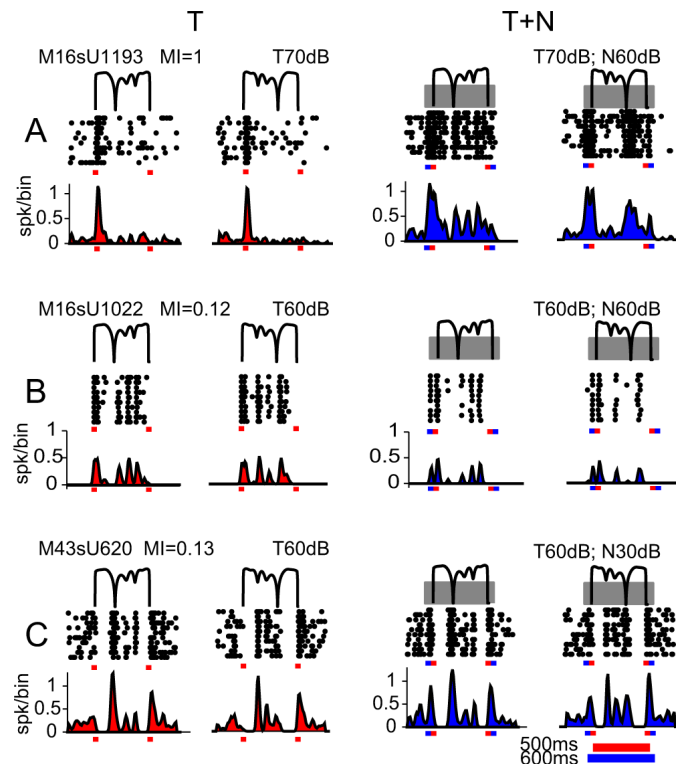 T T+N
M16sU1193 MI=1 T70dB T70dB; N60dB
A
spk/bin
1
0.5
0
1
0.5
0
M16sU1022 MI=0.12 T60dB T60dB; N60dB
B
spk/bin
1
0.5
0
1
0.5
0
M43sU620 MI=0.13 T60dB T60dB; N30dB
C
spk/bin
1
0.5
0
1
0.5
0
500ms
600ms